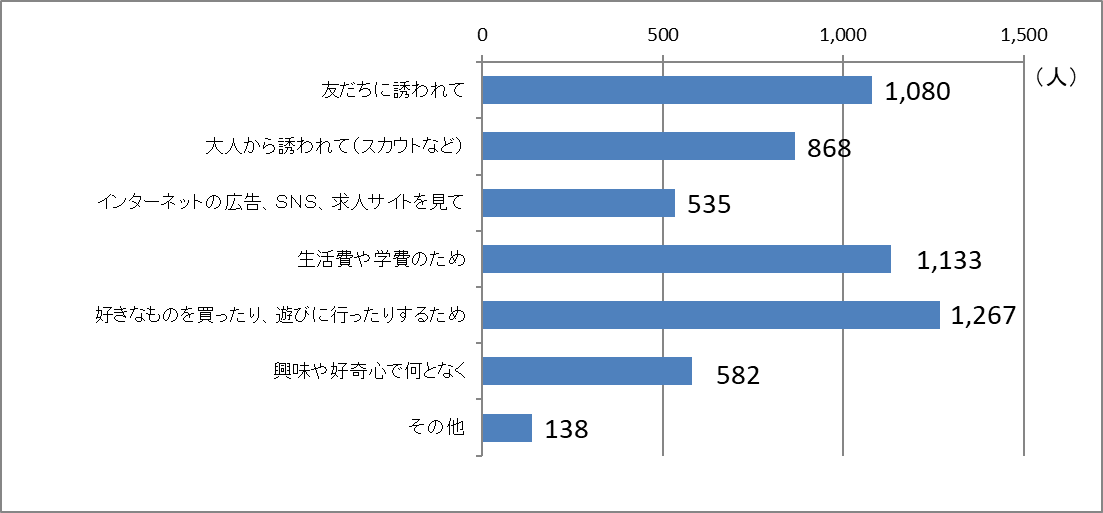 0 500 1,000 1,500
（人）
友だちに誘われて 1,080
大人から誘われて（スカウトなど） 868
インターネットの広告、ＳＮＳ、求人サイトを見て 535
生活費や学費のため 1,133
好きなものを買ったり、遊びに行ったりするため 1,267
興味や好奇心で何となく 582
その他 138